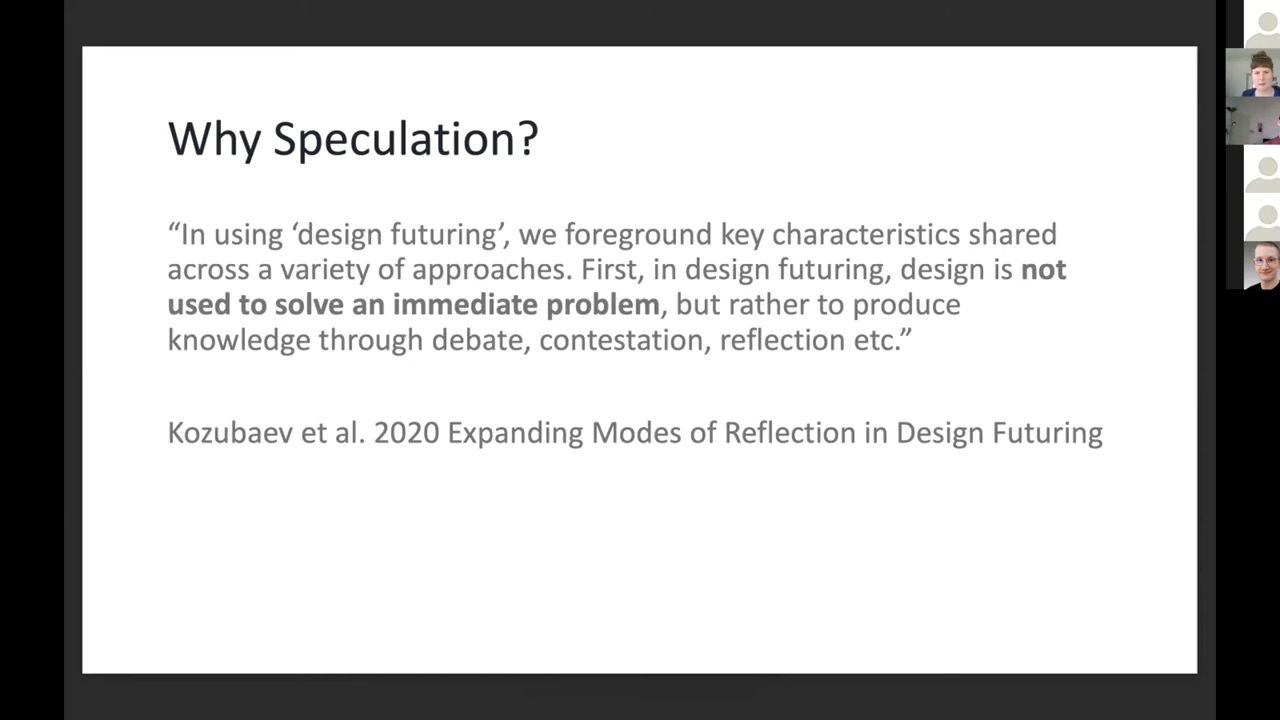 Why Speculation?
“In using ‘design futuring’, we foreground key characteristics shared
across a variety of approaches. First, in design futuring, design is not
used to solve an immediate problem, but rather to produce
knowledge through debate, contestation, reflection etc.”
Kozubaev et al. 2020 Expanding Modes of Reflection in Design Futuring